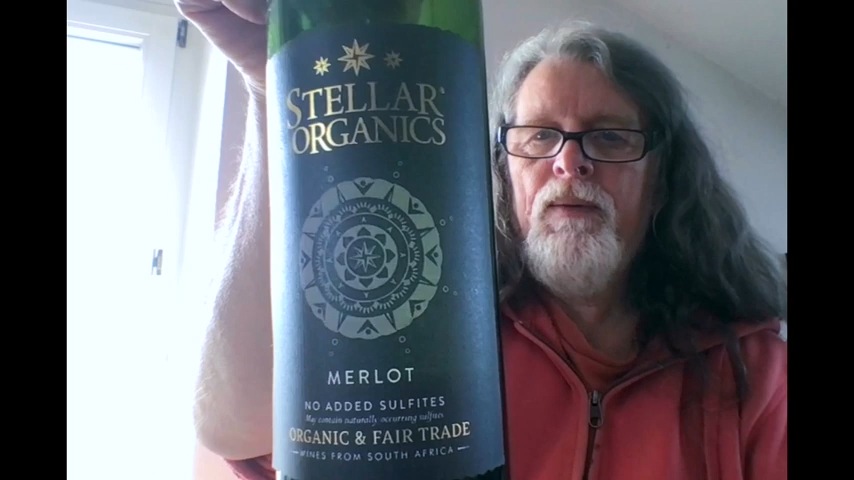 STELLAR
ORGANICS
MERLOT
NO ADDED SULFITES
May contain naturally occurring sulfites
ORGANIC & FAIR TRADE
WINES FROM SOUTH AFRICA